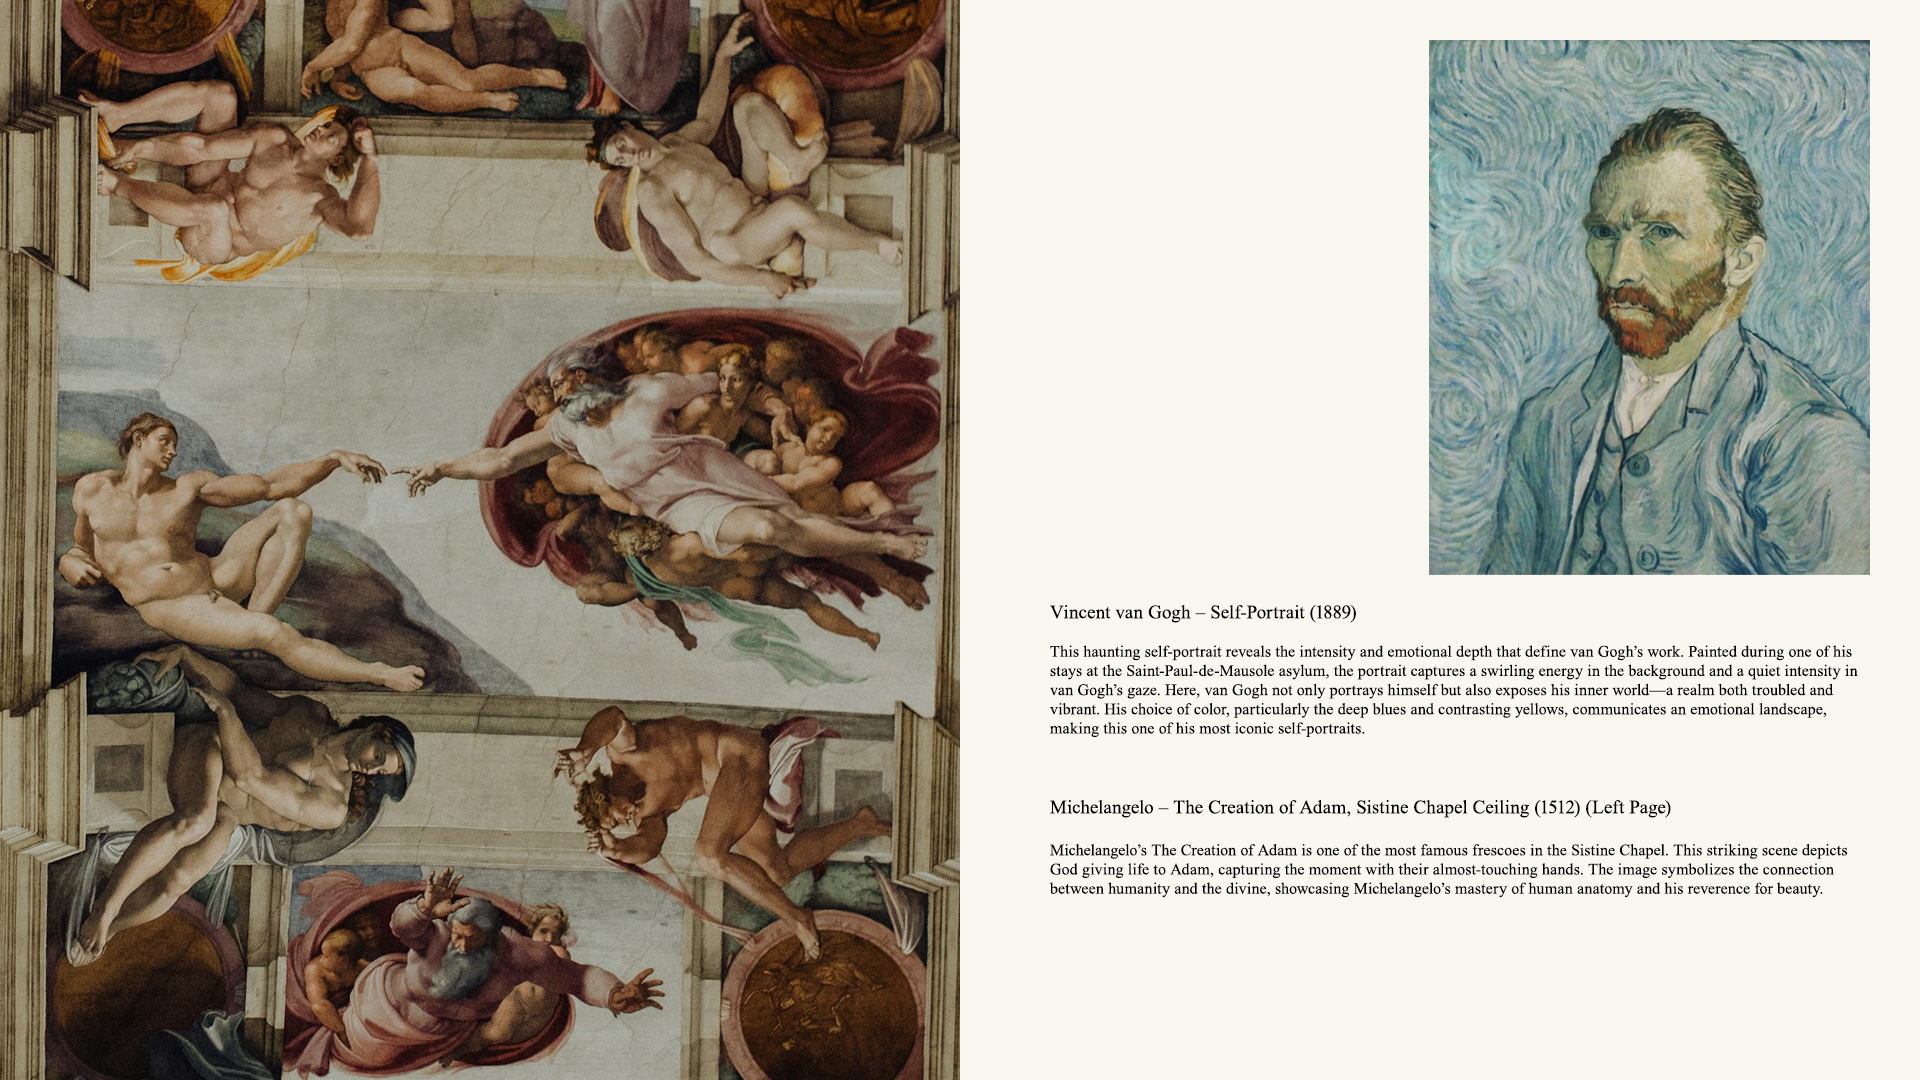 Vincent van Gogh – Self-Portrait (1889)
This haunting self-portrait reveals the intensity and emotional depth that define van Gogh’s work. Painted during one of his
stays at the Saint-Paul-de-Mausole asylum, the portrait captures a swirling energy in the background and a quiet intensity in
van Gogh’s gaze. Here, van Gogh not only portrays himself but also exposes his inner world—a realm both troubled and
vibrant. His choice of color, particularly the deep blues and contrasting yellows, communicates an emotional landscape,
making this one of his most iconic self-portraits.
Michelangelo – The Creation of Adam, Sistine Chapel Ceiling (1512) (Left Page)
Michelangelo’s The Creation of Adam is one of the most famous frescoes in the Sistine Chapel. This striking scene depicts
God giving life to Adam, capturing the moment with their almost-touching hands. The image symbolizes the connection
between humanity and the divine, showcasing Michelangelo’s mastery of human anatomy and his reverence for beauty.